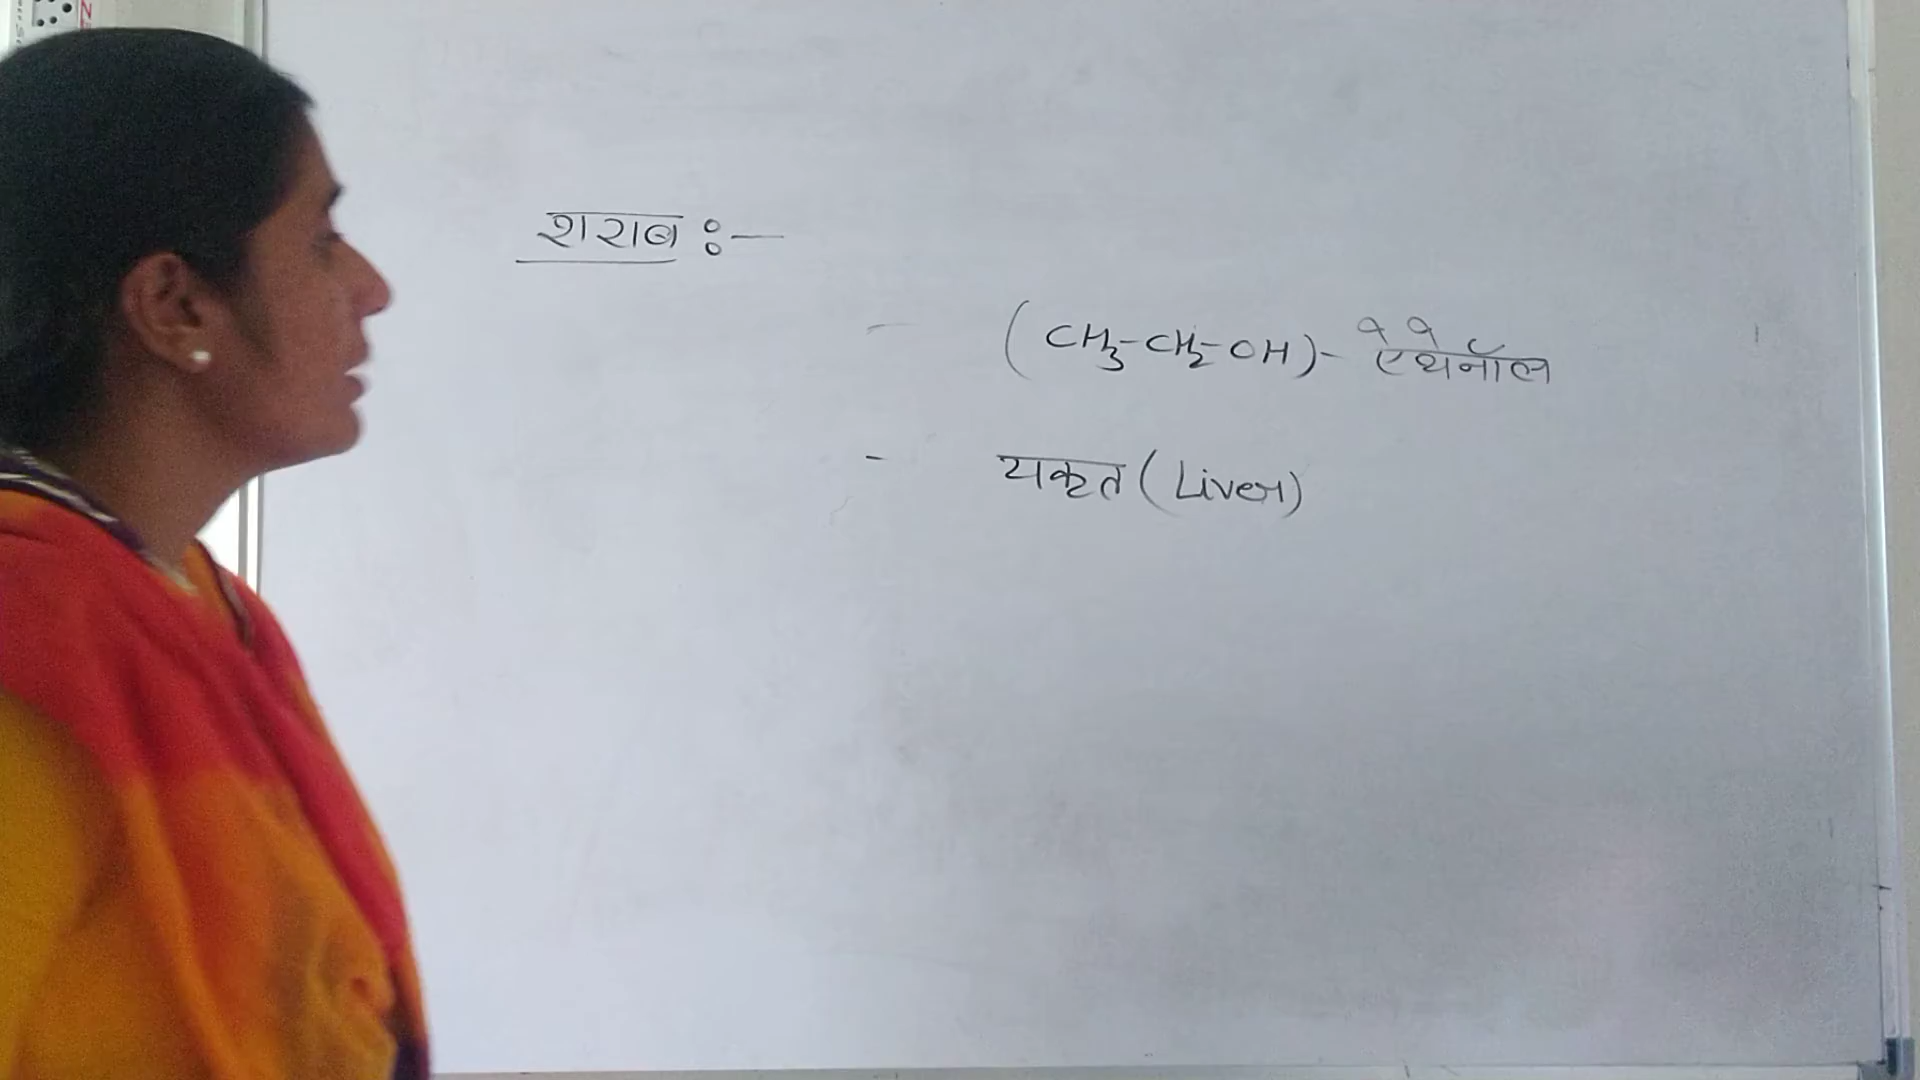 शराब :-
- (CH3-CH2-OH)- एथेनॉल
- यकृत (Liver)